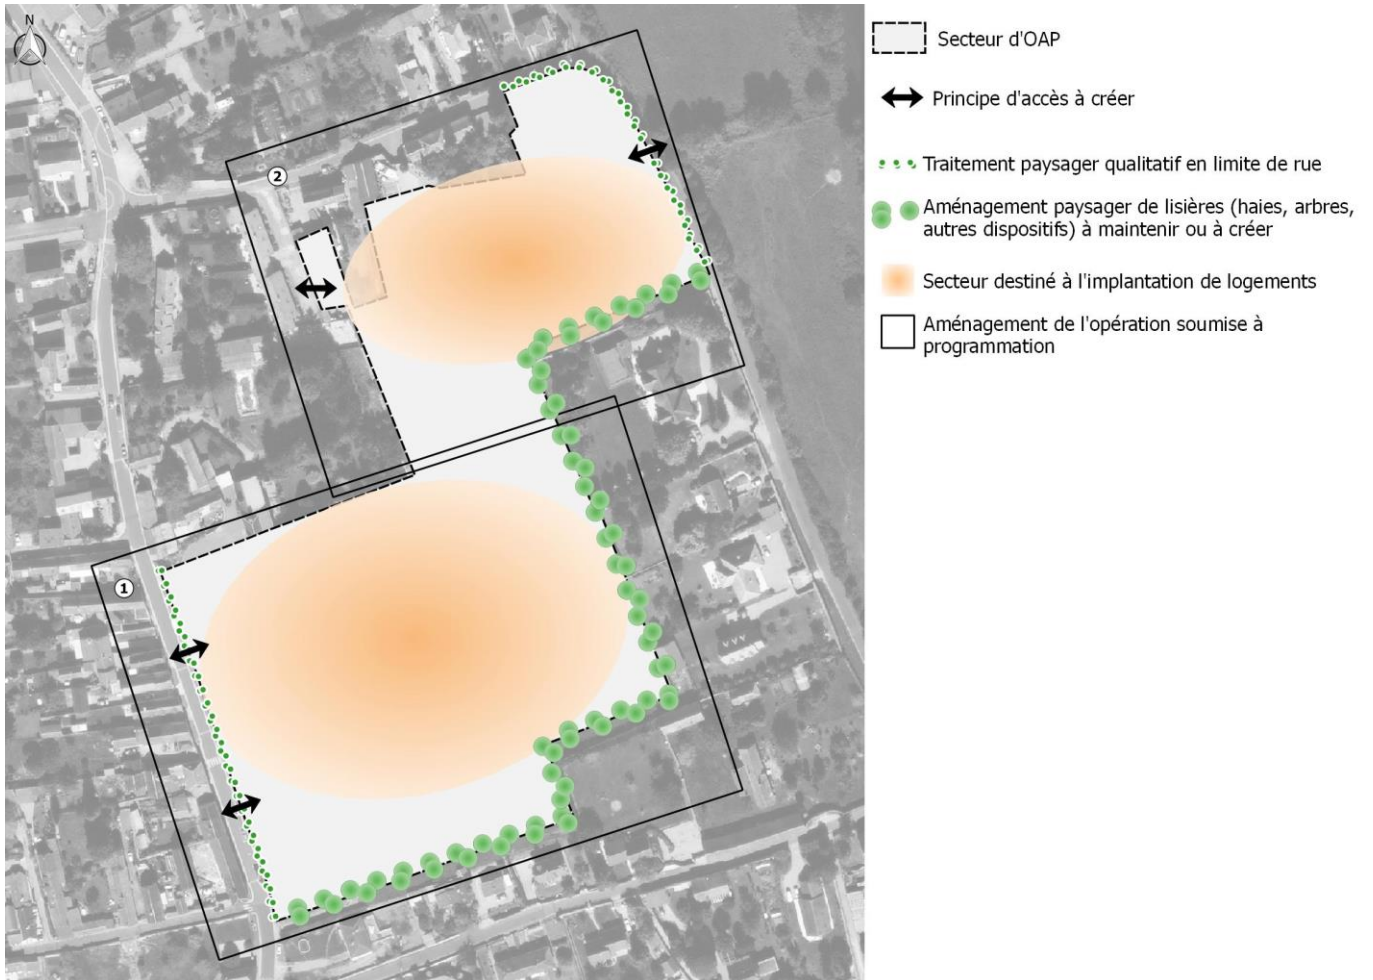 N
2
1
Secteur d'OAP
Principe d'accès à créer
Traitement paysager qualitatif en limite de rue
Aménagement paysager de lisières (haies, arbres,
autres dispositifs) à maintenir ou à créer
Secteur destiné à l'implantation de logements
Aménagement de l'opération soumise à
programmation